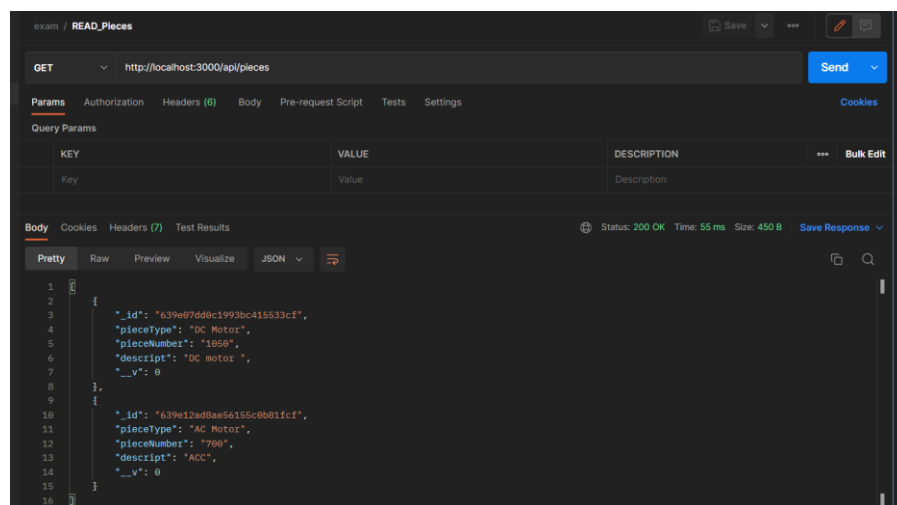 exam / READ_Pieces
Save
GET http://localhost:3000/api/pieces Send
Params Authorization Headers (6) Body Pre-request Script Tests Settings Cookies
Query Params
KEY VALUE DESCRIPTION Bulk Edit
Key Value Description
Body Cookies Headers (7) Test Results Status: 200 OK Time: 55 ms Size: 450 B Save Response
Pretty Raw Preview Visualize JSON
1 [
2 {
3 "_id": "639e07dd0c1993bc415533cf",
4 "pieceType": "DC Motor",
5 "pieceNumber": "1050",
6 "descript": "DC motor ",
7 "__v": 0
8 },
9 {
10 "_id": "639e12ad8ae56155c0b81fcf",
11 "pieceType": "AC Motor",
12 "pieceNumber": "700",
13 "descript": "ACC",
14 "__v": 0
15 }
16 ]